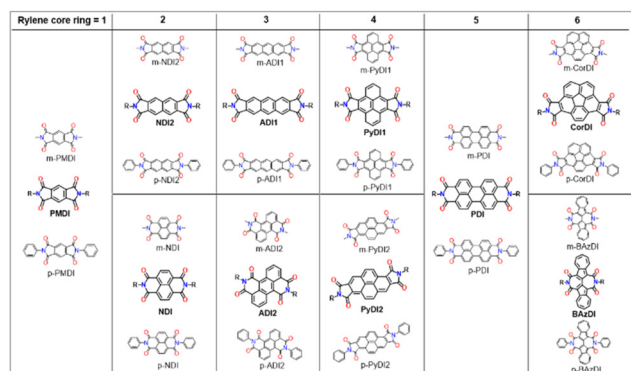 Rylene core ring = 1
2
3
4
5
6
m-PMDI
PMDI
p-PMDI
m-NDI2
NDI2
p-NDI2
m-NDI
NDI
p-NDI
m-ADI1
ADI1
p-ADI1
m-ADI2
ADI2
p-ADI2
m-PyDI1
PyDI1
p-PyDI1
m-PyDI2
PyDI2
p-PyDI2
m-PDI
PDI
p-PDI
m-CorDI
CorDI
p-CorDI
m-BAzDI
BAzDI
p-BAzDI